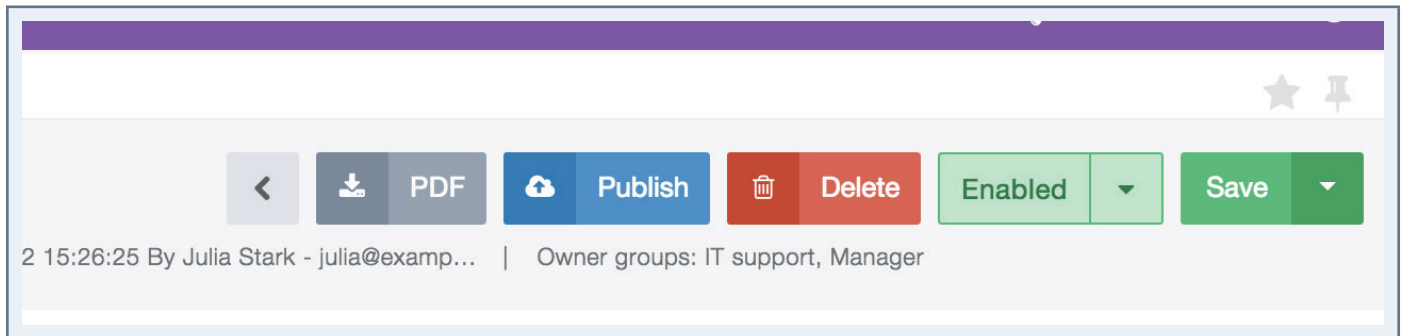 PDF Publish Delete Enabled Save
2 15:26:25 By Julia Stark - julia@examp... | Owner groups: IT support, Manager